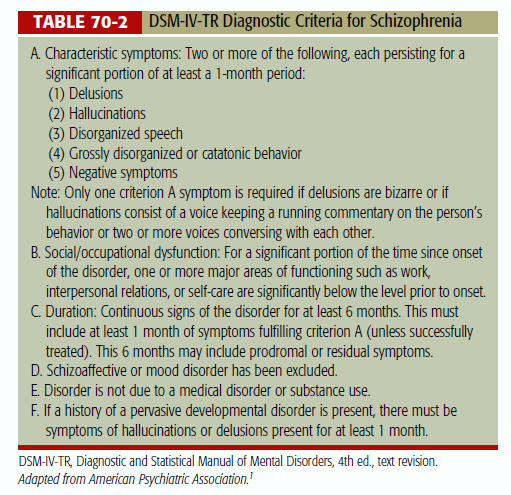 TABLE 70-2 DSM-IV-TR Diagnostic Criteria for Schizophrenia
A. Characteristic symptoms: Two or more of the following, each persisting for a
significant portion of at least a 1-month period:
(1) Delusions
(2) Hallucinations
(3) Disorganized speech
(4) Grossly disorganized or catatonic behavior
(5) Negative symptoms
Note: Only one criterion A symptom is required if delusions are bizarre or if
hallucinations consist of a voice keeping a running commentary on the person's
behavior or two or more voices conversing with each other.
B. Social/occupational dysfunction: For a significant portion of the time since onset
of the disorder, one or more major areas of functioning such as work,
interpersonal relations, or self-care are significantly below the level prior to onset.
C. Duration: Continuous signs of the disorder for at least 6 months. This must
include at least 1 month of symptoms fulfilling criterion A (unless successfully
treated). This 6 months may include prodromal or residual symptoms.
D. Schizoaffective or mood disorder has been excluded.
E. Disorder is not due to a medical disorder or substance use.
F. If a history of a pervasive developmental disorder is present, there must be
symptoms of hallucinations or delusions present for at least 1 month.
DSM-IV-TR, Diagnostic and Statistical Manual of Mental Disorders, 4th ed., text revision.
Adapted from American Psychiatric Association.1